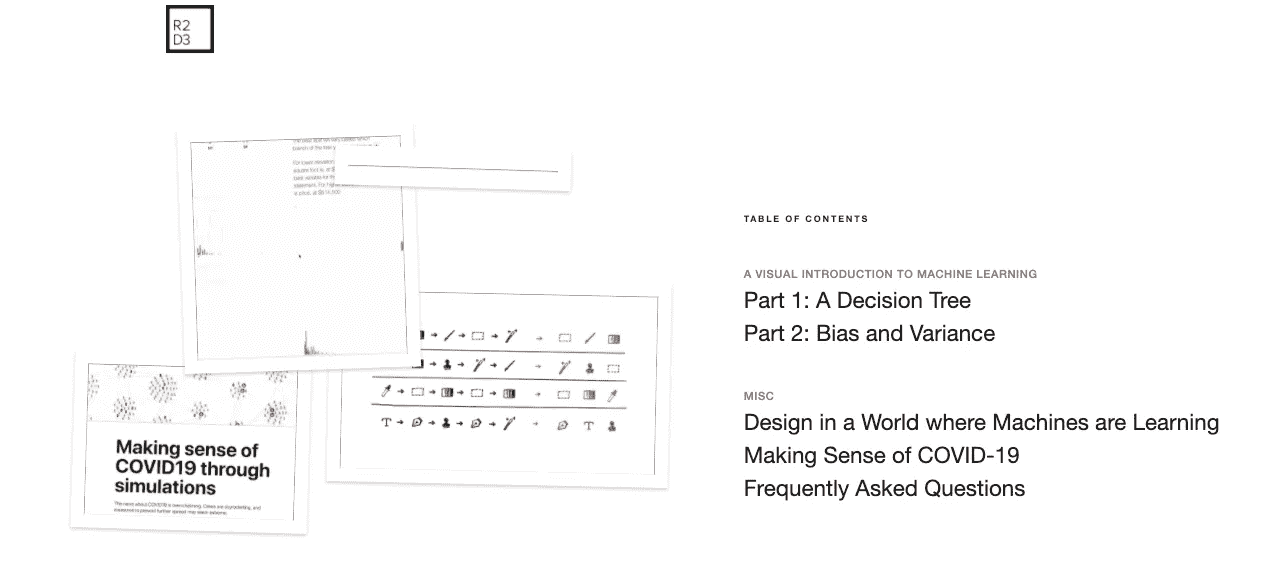 R2
D3
TABLE OF CONTENTS
A VISUAL INTRODUCTION TO MACHINE LEARNING
Part 1: A Decision Tree
Part 2: Bias and Variance
MISC
Design in a World where Machines are Learning
Making Sense of COVID-19
Frequently Asked Questions
Making sense of
COVID19 through
simulations